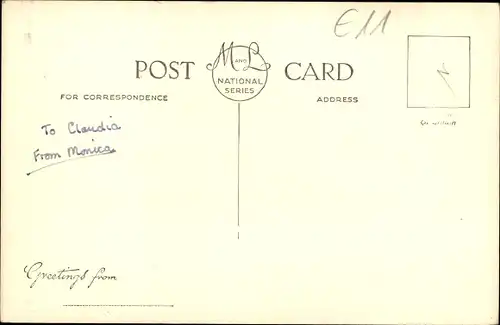 E11
POST CARD
M AND L
NATIONAL
SERIES
FOR CORRESPONDENCE
ADDRESS
To Claudia
From Monica
Greetings from